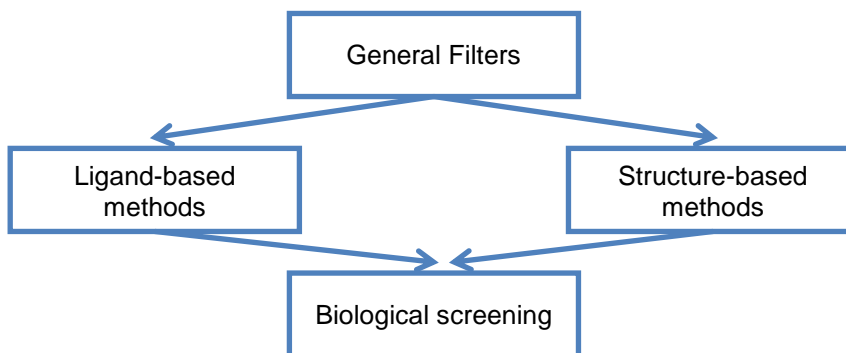 General Filters
Ligand-based
methods
Structure-based
methods
Biological screening